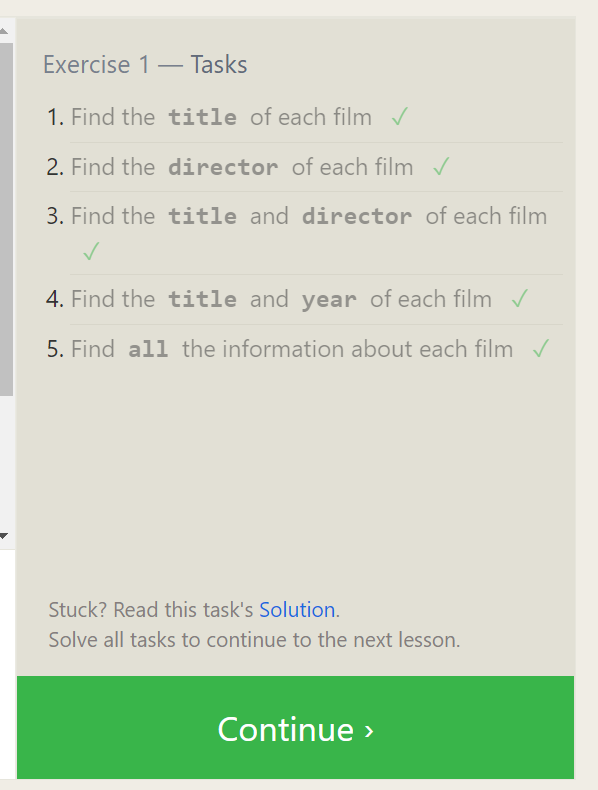 Exercise 1 — Tasks
1. Find the title of each film ✓
2. Find the director of each film ✓
3. Find the title and director of each film
✓
4. Find the title and year of each film ✓
5. Find all the information about each film ✓
Stuck? Read this task's Solution.
Solve all tasks to continue to the next lesson.
Continue ›